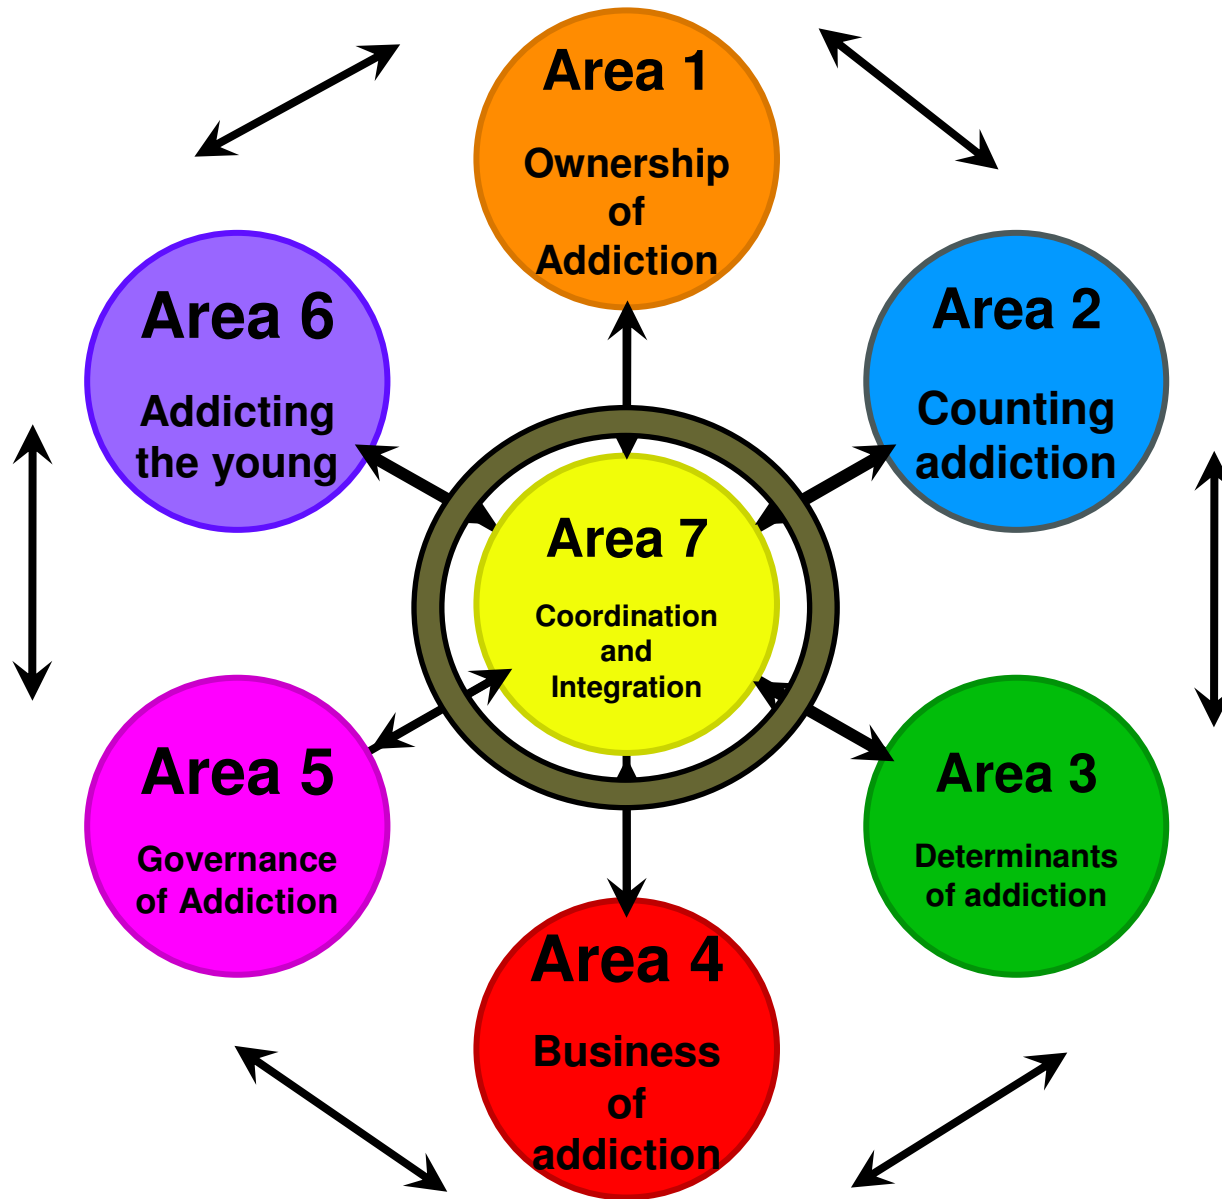 Area 1
Ownership
of
Addiction
Area 2
Counting
addiction
Area 3
Determinants
of addiction
Area 4
Business
of
addiction
Area 5
Governance
of Addiction
Area 6
Addicting
the young
Area 7
Coordination
and
Integration